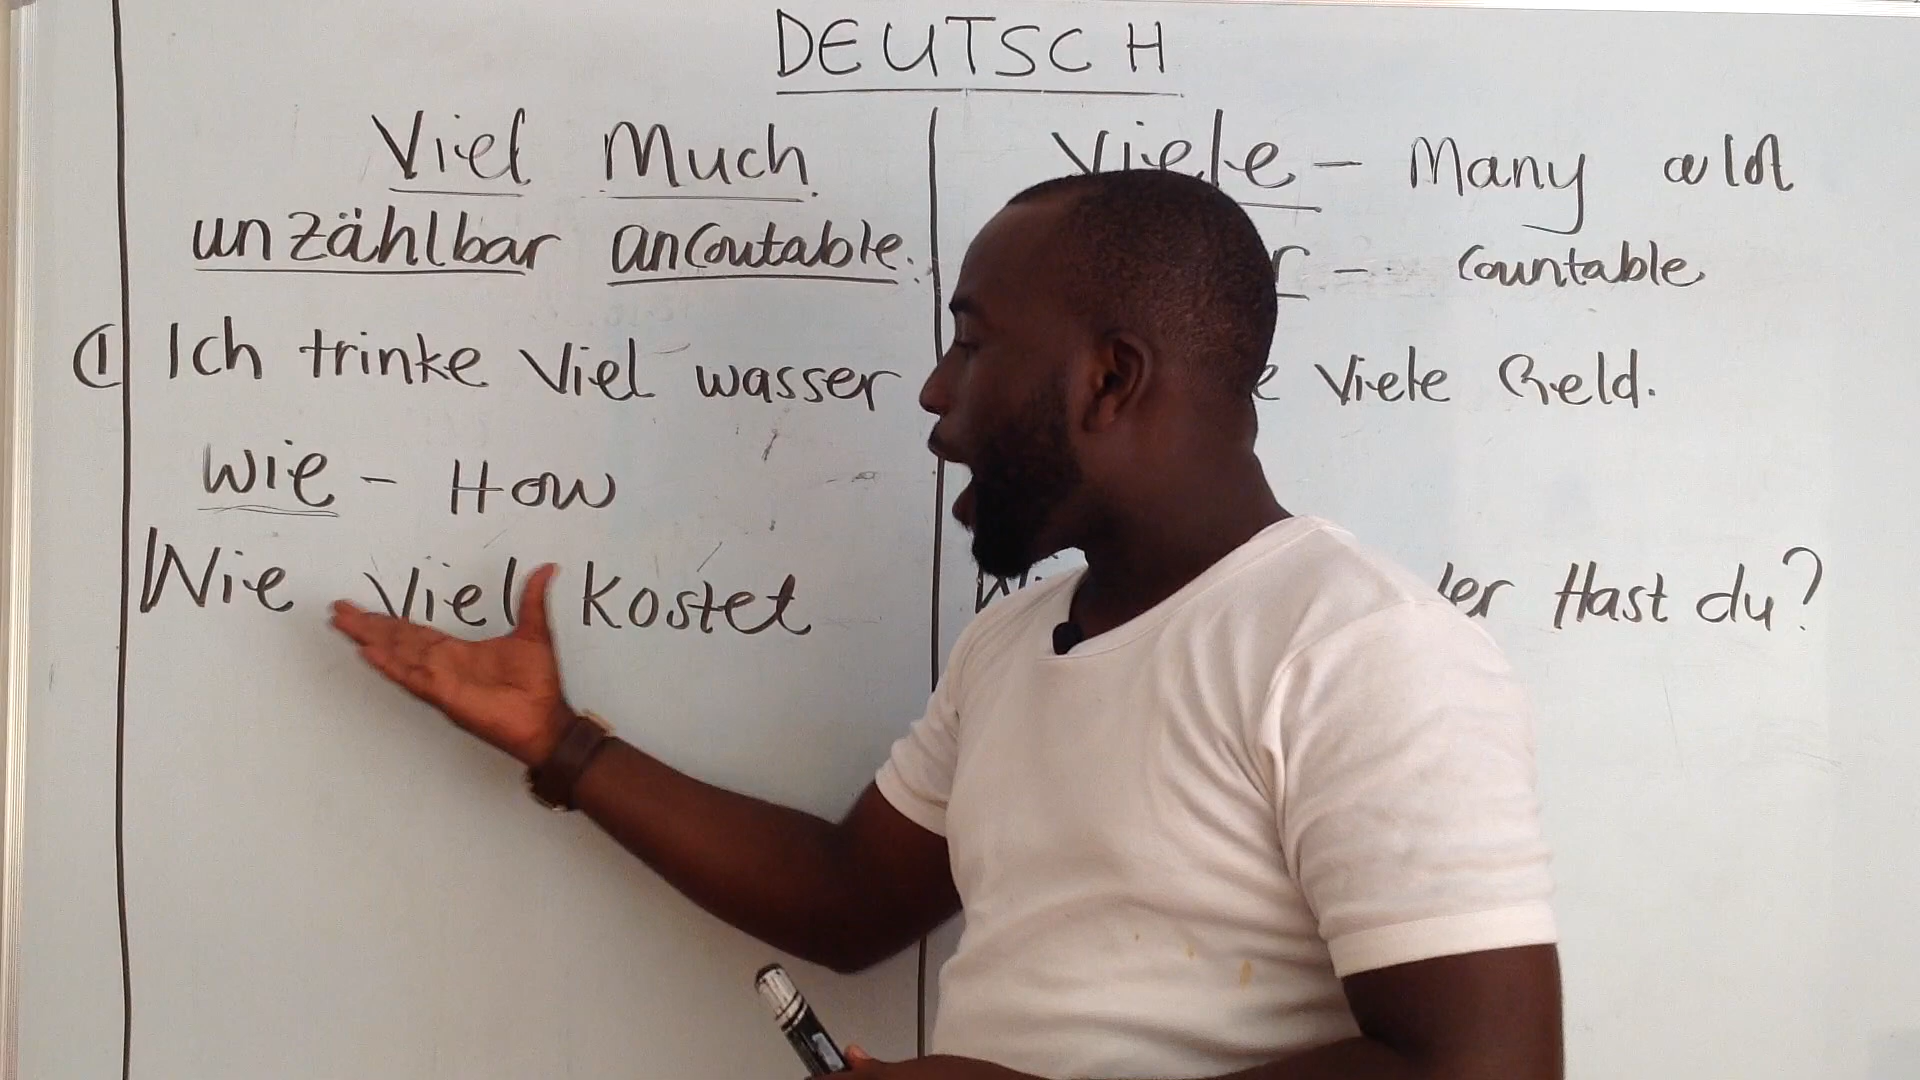 DEUTSCH
Viel Much
unzählbar ancoutable.
① Ich trinke Viel wasser
wie - How
Wie Viel kostet
Viele - Many a lot
- Countable
Viele Geld.
Hast du?